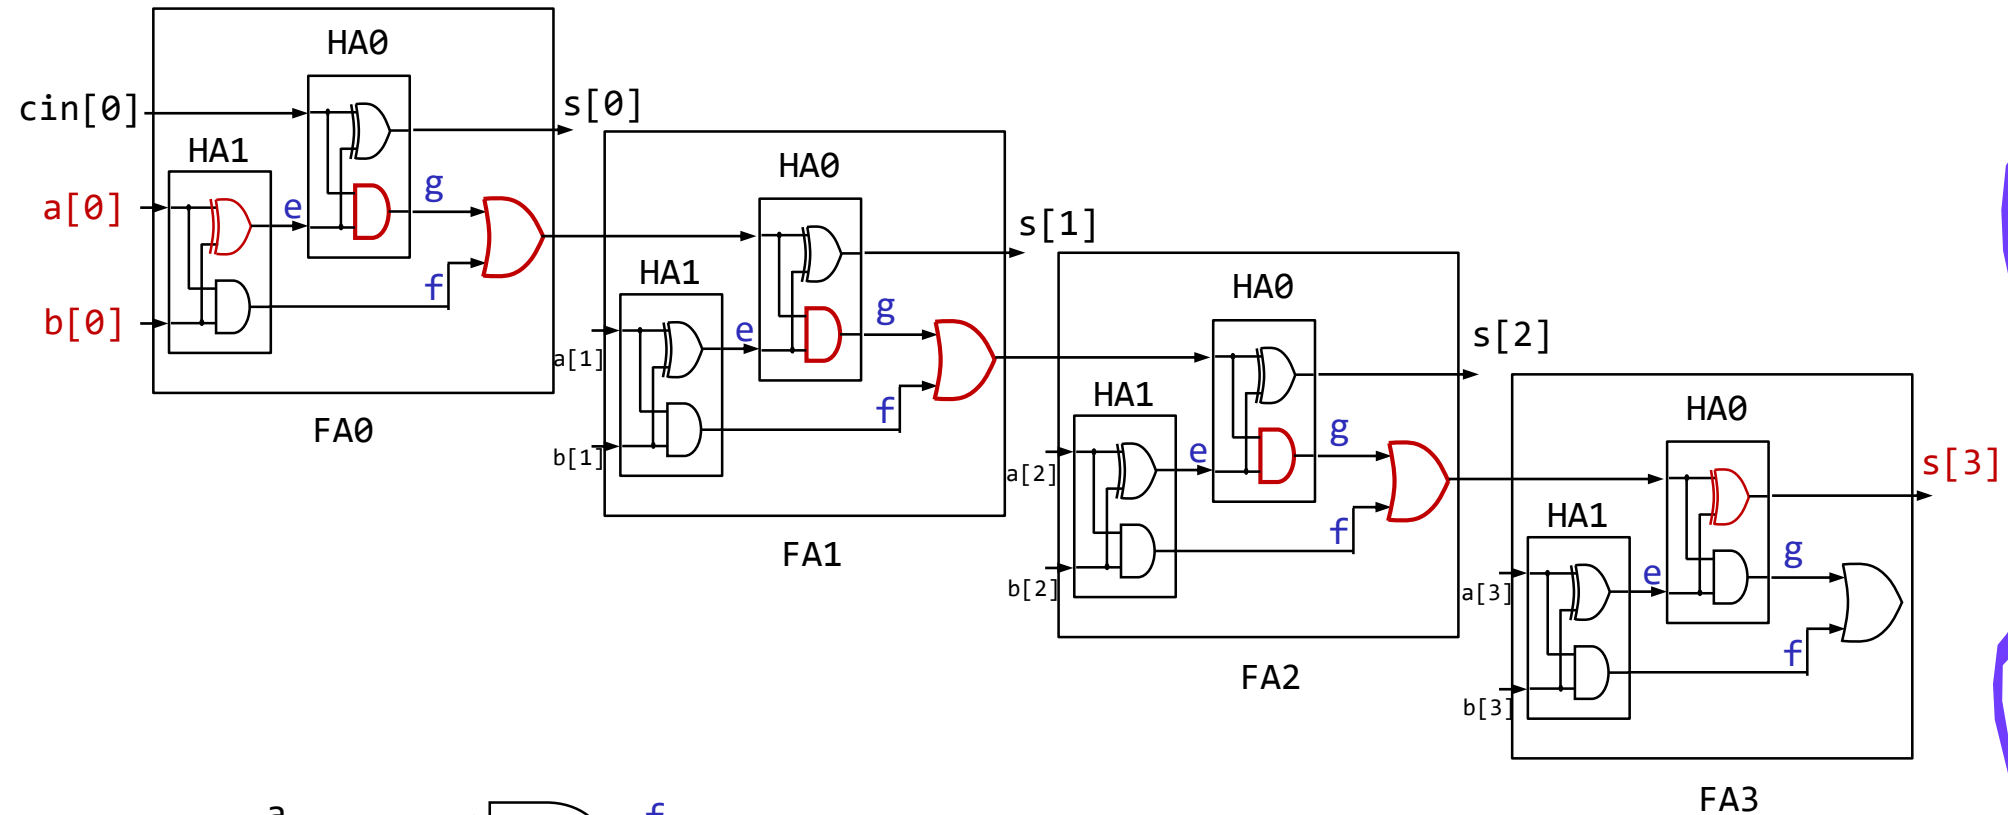 HA0
cin[0]
s[0]
HA1
a[0]
e
g
b[0]
f
FA0
HA0
s[1]
HA1
a[1]
e
g
b[1]
f
FA1
HA0
s[2]
HA1
a[2]
e
g
b[2]
f
FA2
HA0
s[3]
HA1
a[3]
e
g
b[3]
f
FA3
a
f